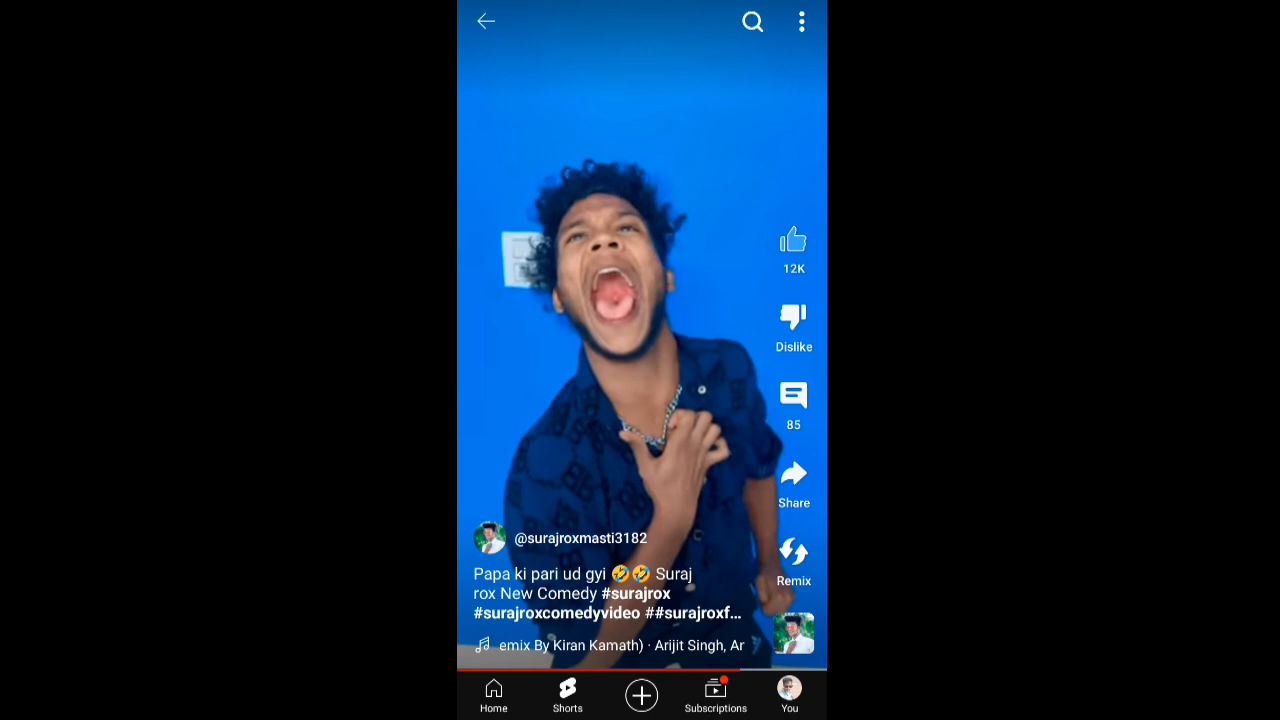 12K
Dislike
85
Share
@surajroxmasti3182
Papa ki pari ud gyi 🤣🤣 Suraj
rox New Comedy #surajrox
#surajroxcomedyvideo ##surajroxf...
Remix
emix By Kiran Kamath) · Arijit Singh, Ar
Home
Shorts
Subscriptions
You